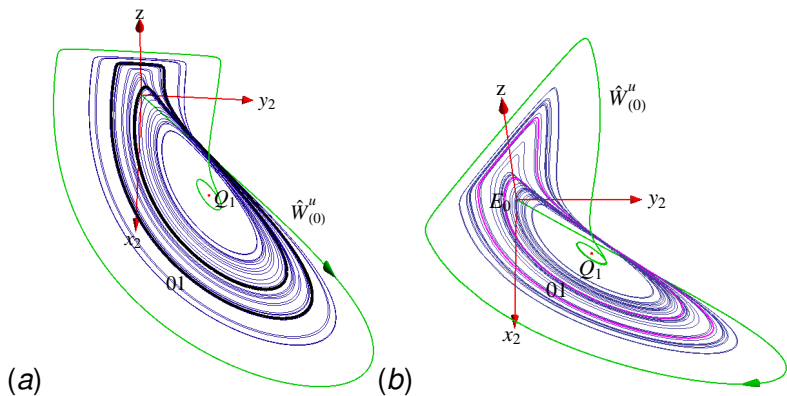 z
y₂
Ŵᵘ₍₀₎
Q₁
x₂
01
(a)
z
Ŵᵘ₍₀₎
E₀
y₂
Q₁
01
x₂
(b)